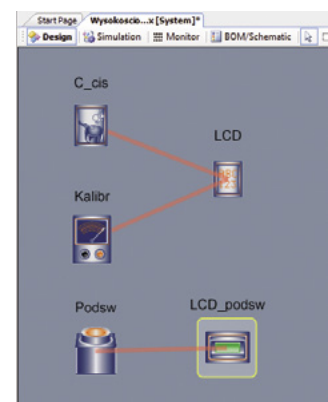 Start Page Wysokoscio...x [System]*
Design Simulation Monitor BOM/Schematic
C_cis
LCD
Kalibr
Podsw LCD_podsw